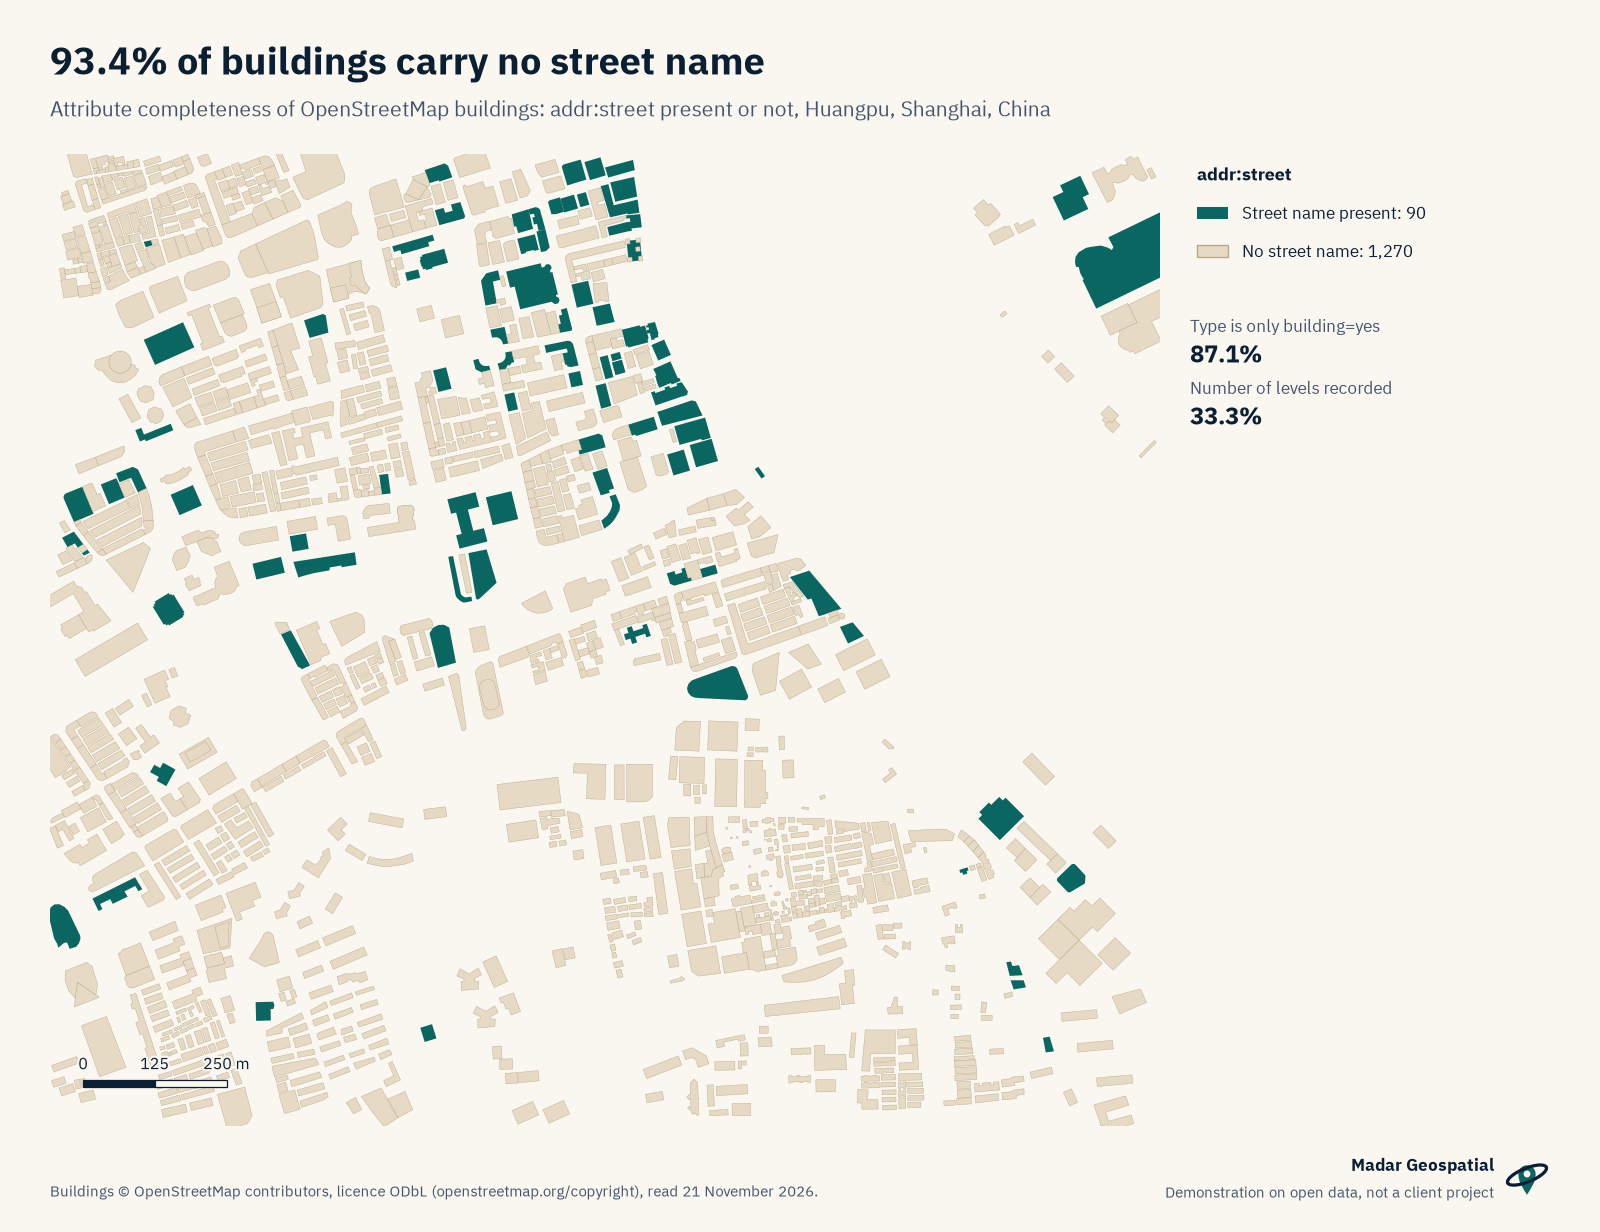 93.4% of buildings carry no street name
Attribute completeness of OpenStreetMap buildings: addr:street present or not, Huangpu, Shanghai, China
addr:street
Street name present: 90
No street name: 1,270
Type is only building=yes
87.1%
Number of levels recorded
33.3%
0 125 250 m
Madar Geospatial
Buildings © OpenStreetMap contributors, licence ODbL (openstreetmap.org/copyright), read 21 November 2026.
Demonstration on open data, not a client project